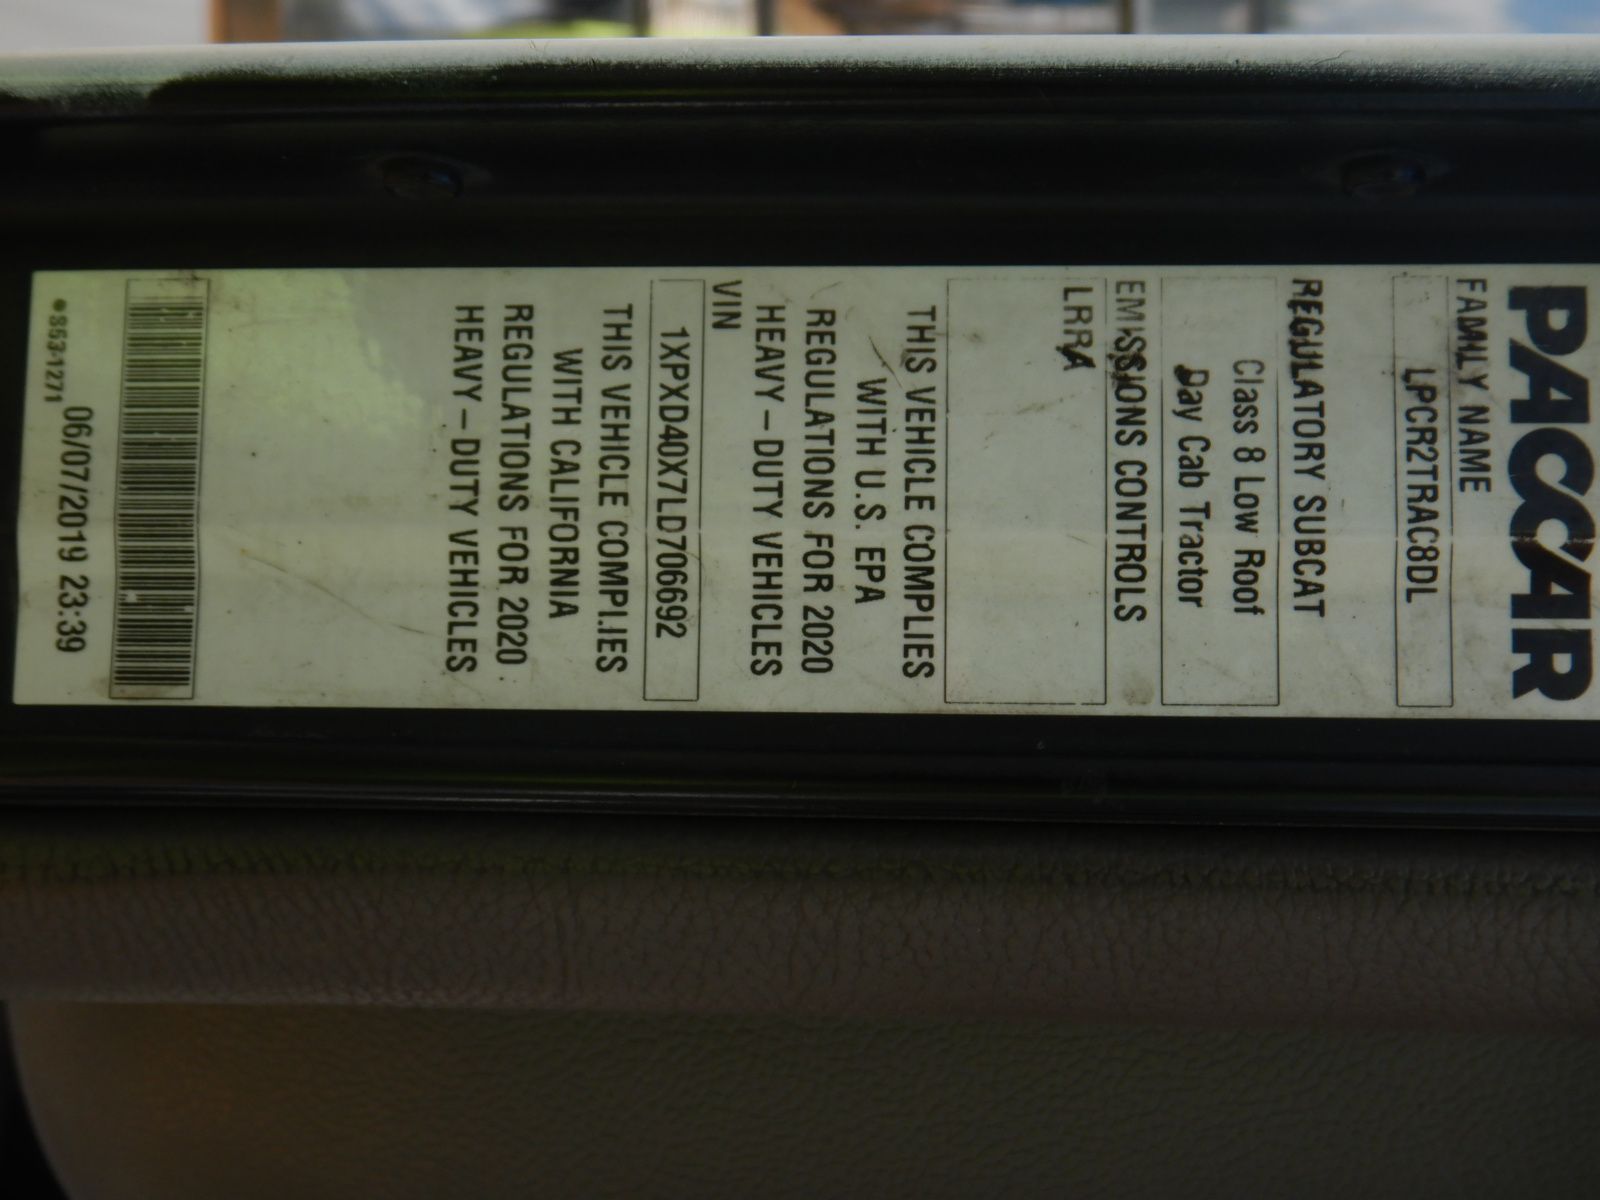 PACCAR
FAMILY NAME
LPCR2TRAC8DL
REGULATORY SUBCAT
Class 8 Low Roof
Day Cab Tractor
EMISSIONS CONTROLS
LRRA
THIS VEHICLE COMPLIES
WITH U.S. EPA
REGULATIONS FOR 2020
HEAVY–DUTY VEHICLES
VIN
1XPXD40X7LD706692
THIS VEHICLE COMPLIES
WITH CALIFORNIA
REGULATIONS FOR 2020
HEAVY–DUTY VEHICLES
06/07/2019 23:39
•S53-1271